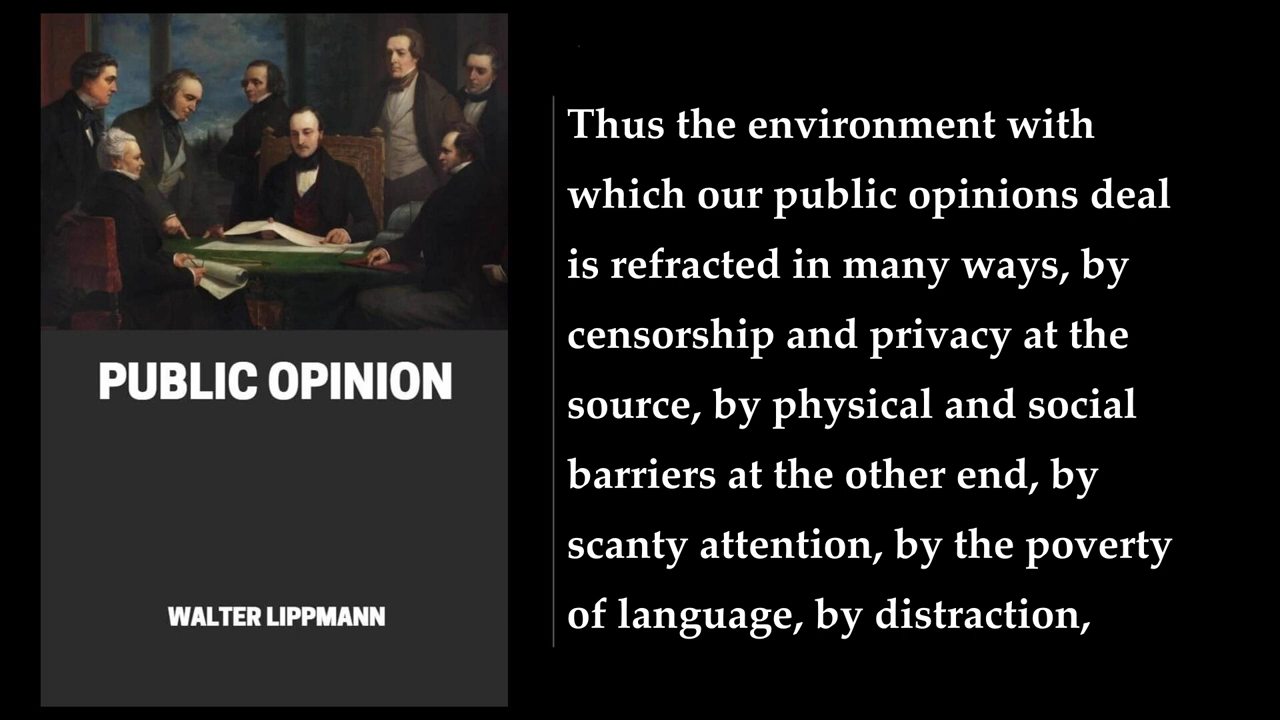 PUBLIC OPINION
WALTER LIPPMANN
Thus the environment with
which our public opinions deal
is refracted in many ways, by
censorship and privacy at the
source, by physical and social
barriers at the other end, by
scanty attention, by the poverty
of language, by distraction,